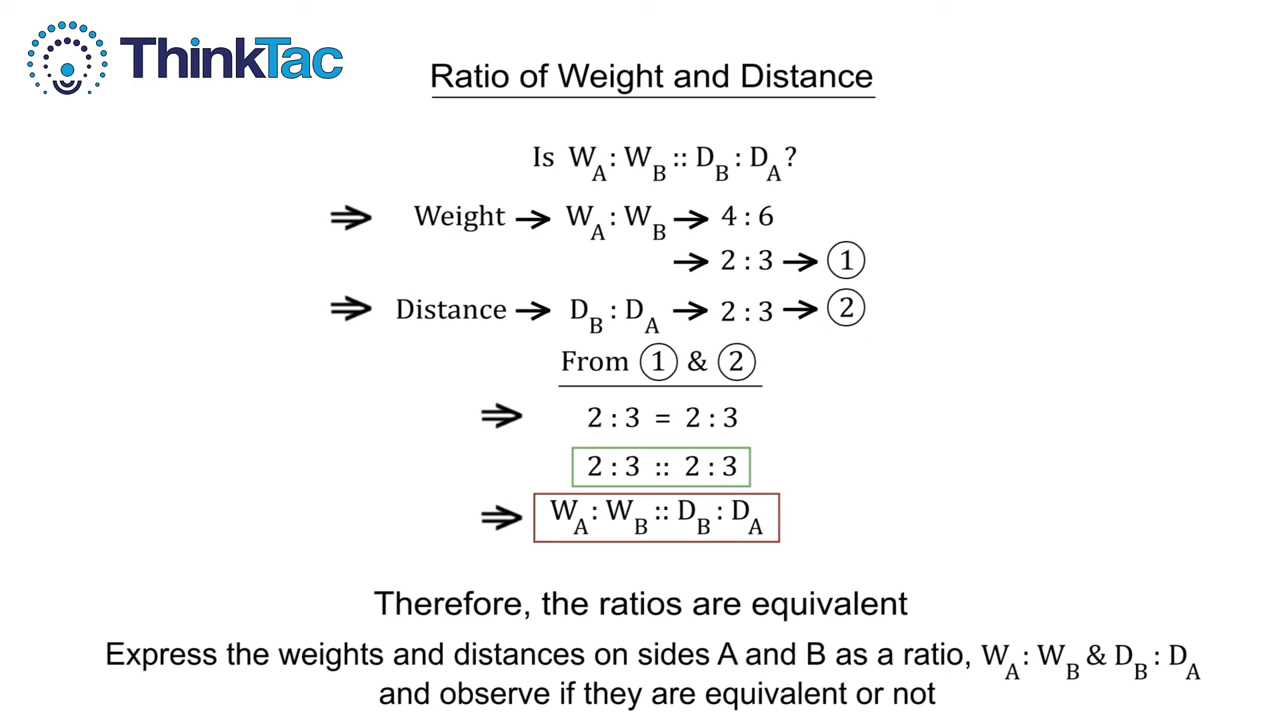 ThinkTac
Ratio of Weight and Distance
Is W_A : W_B :: D_B : D_A ?
⇒ Weight → W_A : W_B → 4 : 6
→ 2 : 3 → ①
⇒ Distance → D_B : D_A → 2 : 3 → ②
From ① & ②
⇒ 2 : 3 = 2 : 3
2 : 3 :: 2 : 3
⇒ W_A : W_B :: D_B : D_A
Therefore, the ratios are equivalent
Express the weights and distances on sides A and B as a ratio, W_A : W_B & D_B : D_A
and observe if they are equivalent or not